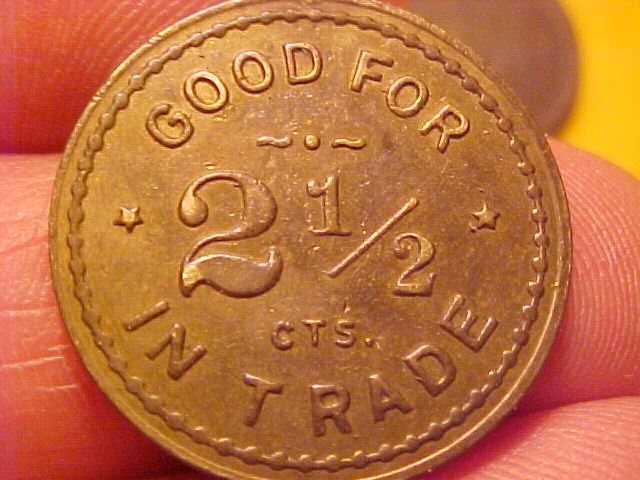 GOOD FOR
2 1/2
CTS.
IN TRADE